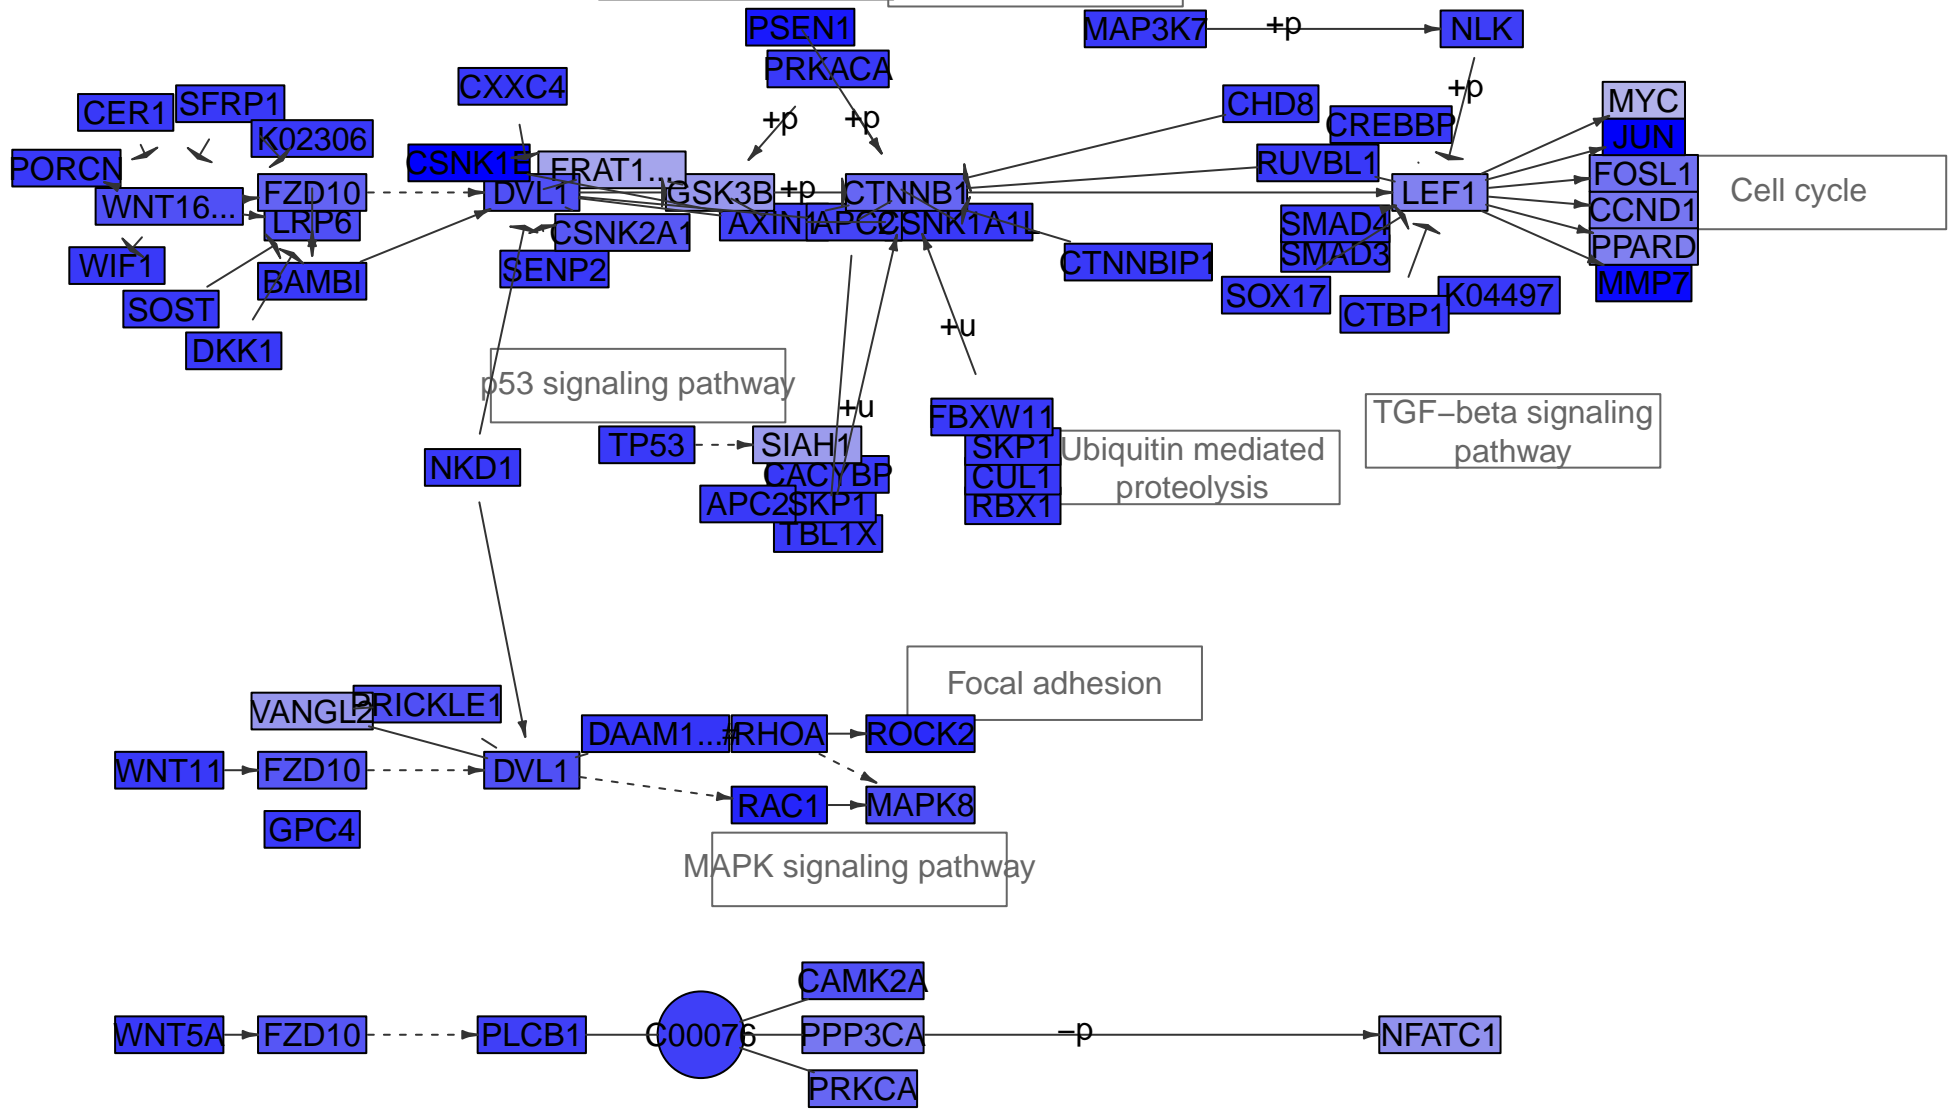 PSEN1
MAP3K7
+p
NLK
PRKACA
CXXC4
CER1
SFRP1
K02306
+p
+p
CHD8
CREBBP
+p
MYC
JUN
PORCN
CSNK1E
FRAT1...
RUVBL1
FOSL1
Cell cycle
WNT16...
FZD10
DVL1
GSK3B
+p
CTNNB1
LEF1
CCND1
LRP6
CSNK2A1
AXIN1
APC2
CSNK1A1L
SMAD4
PPARD
WIF1
BAMBI
SENP2
CTNNBIP1
SMAD3
MMP7
SOST
SOX17
K04497
CTBP1
DKK1
+u
p53 signaling pathway
+u
FBXW11
TGF−beta signaling
pathway
TP53
SIAH1
SKP1
Ubiquitin mediated
proteolysis
NKD1
CACYBP
CUL1
APC2
SKP1
RBX1
TBL1X
Focal adhesion
VANGL2
PRICKLE1
DAAM1...#
RHOA
ROCK2
WNT11
FZD10
DVL1
RAC1
MAPK8
GPC4
MAPK signaling pathway
CAMK2A
WNT5A
FZD10
PLCB1
C00076
PPP3CA
−p
NFATC1
PRKCA